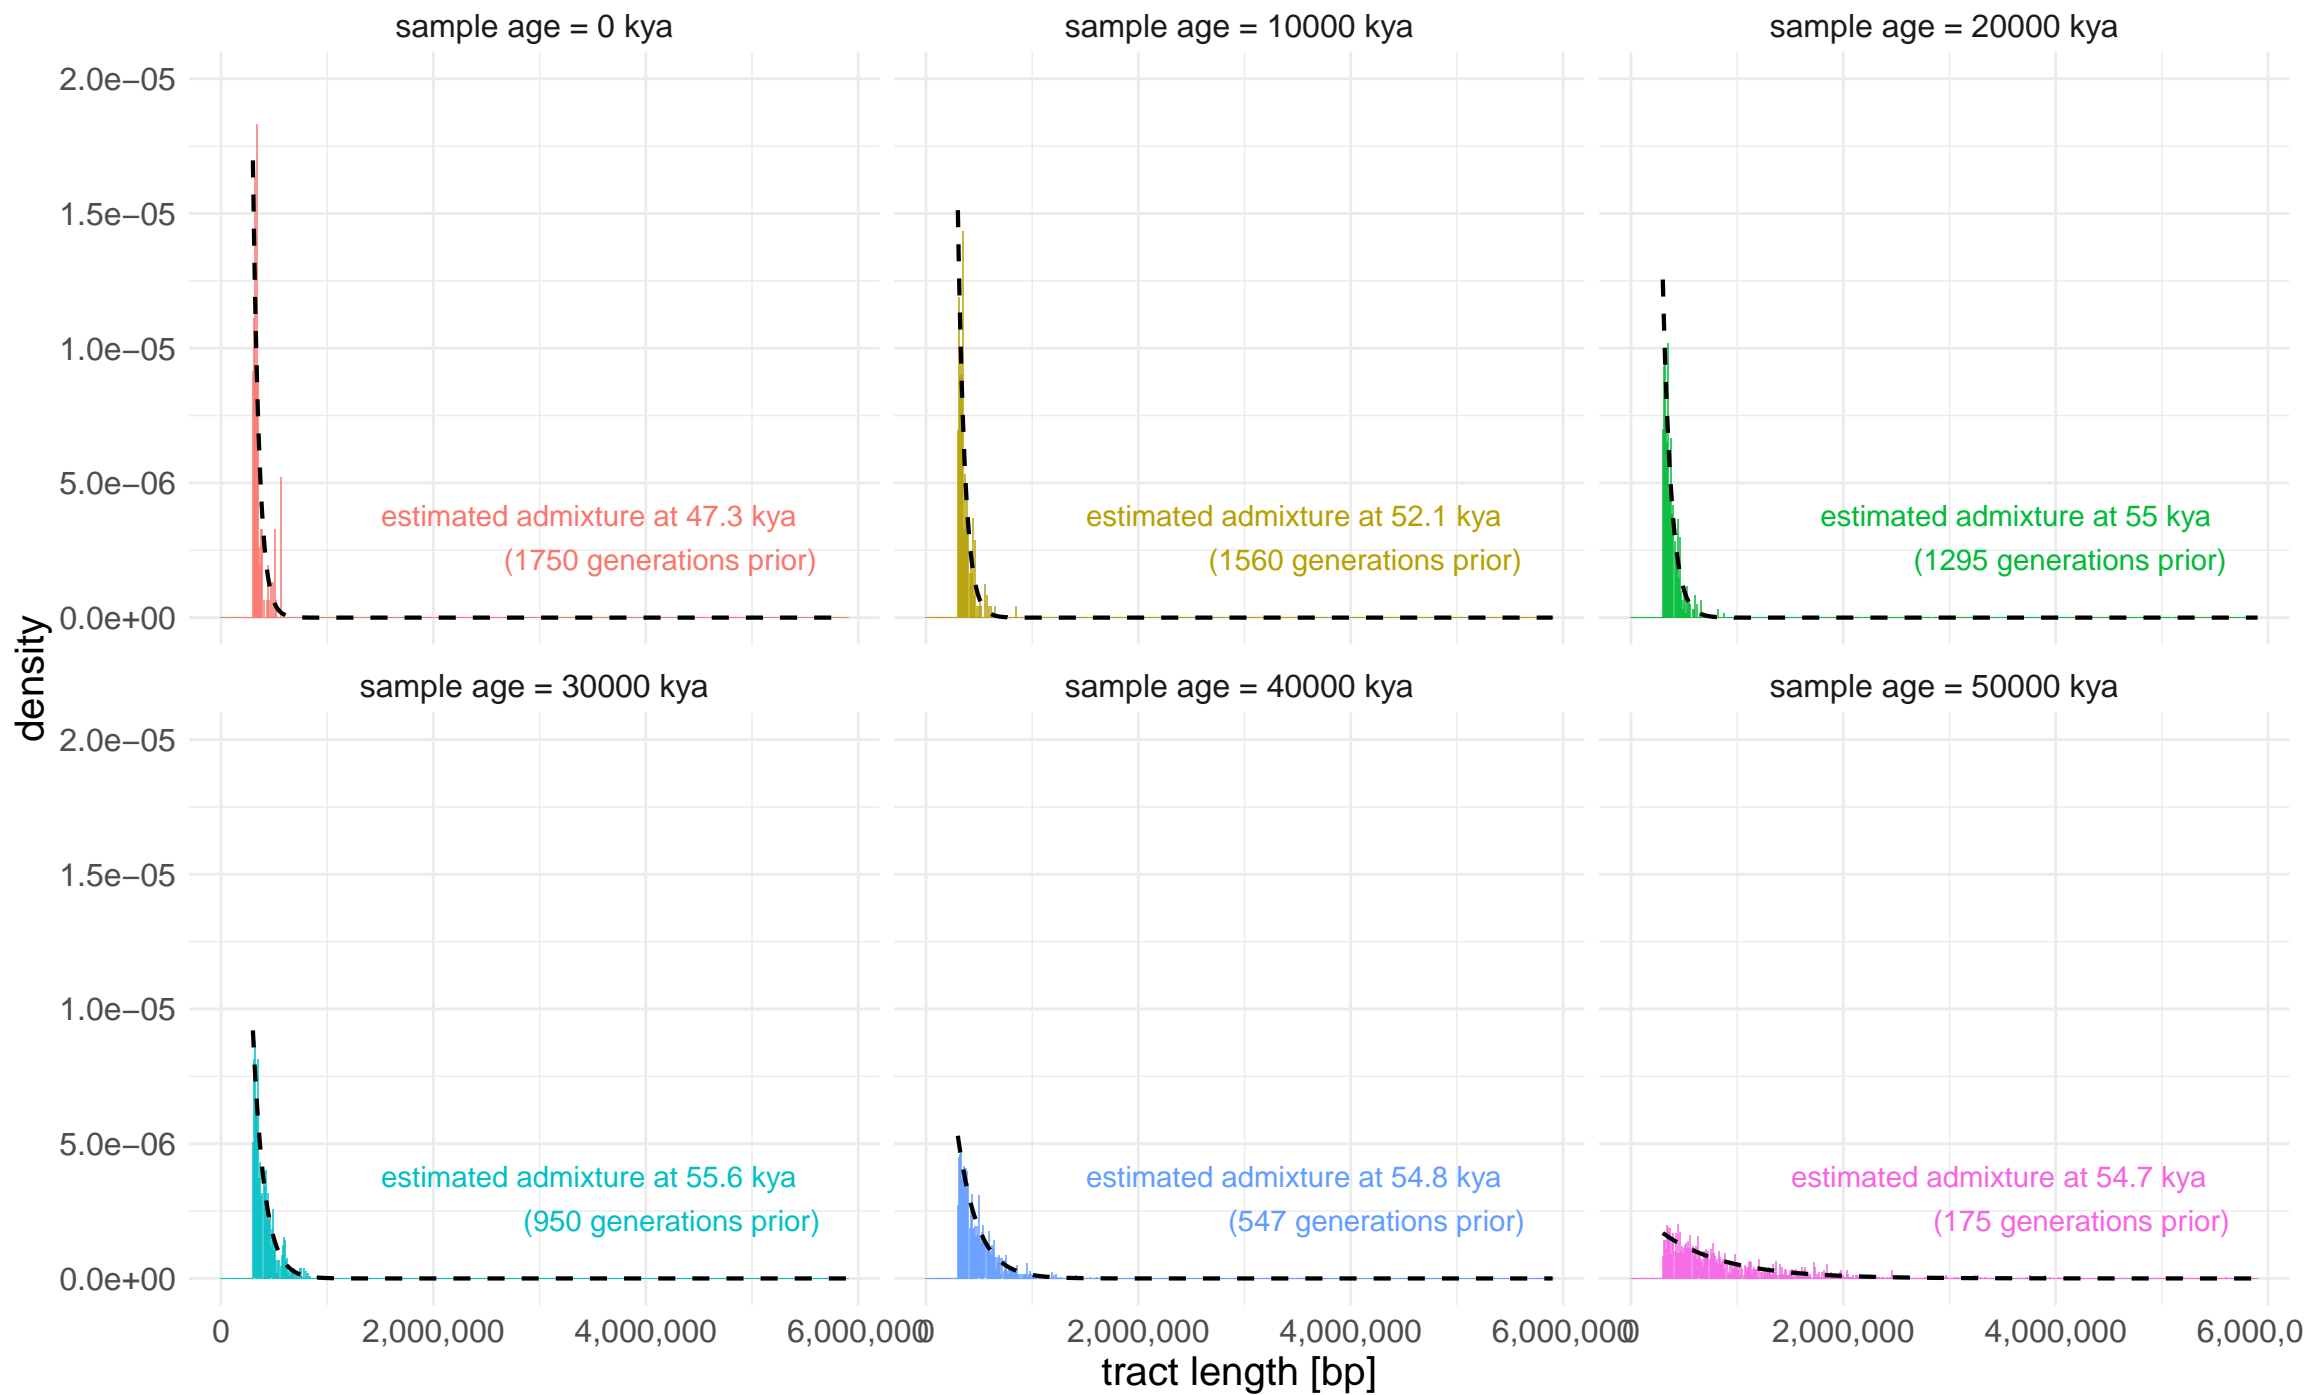 sample age = 0 kya
sample age = 10000 kya
sample age = 20000 kya
2.0e−05
1.5e−05
1.0e−05
5.0e−06
0.0e+00
estimated admixture at 47.3 kya
(1750 generations prior)
estimated admixture at 52.1 kya
(1560 generations prior)
estimated admixture at 55 kya
(1295 generations prior)
density
sample age = 30000 kya
sample age = 40000 kya
sample age = 50000 kya
2.0e−05
1.5e−05
1.0e−05
5.0e−06
0.0e+00
estimated admixture at 55.6 kya
(950 generations prior)
estimated admixture at 54.8 kya
(547 generations prior)
estimated admixture at 54.7 kya
(175 generations prior)
0 2,000,000 4,000,000 6,000,000
0 2,000,000 4,000,000 6,000,000
0 2,000,000 4,000,000 6,000,0
tract length [bp]